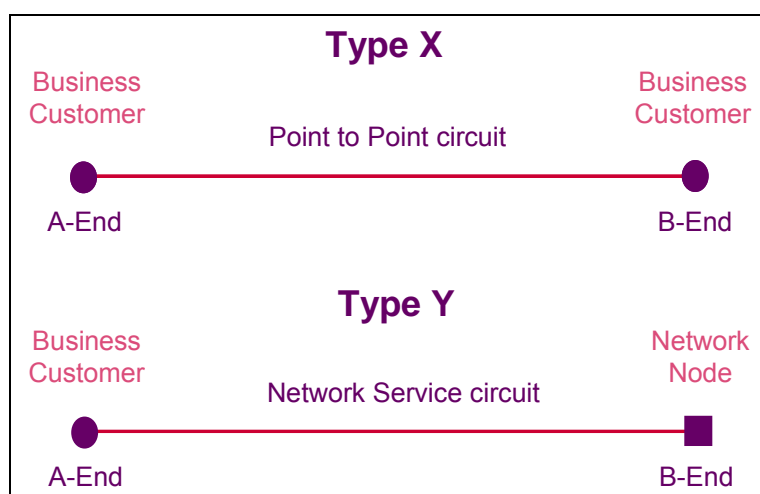 Type X
Business
Customer
Business
Customer
Point to Point circuit
A-End
B-End
Type Y
Business
Customer
Network
Node
Network Service circuit
A-End
B-End